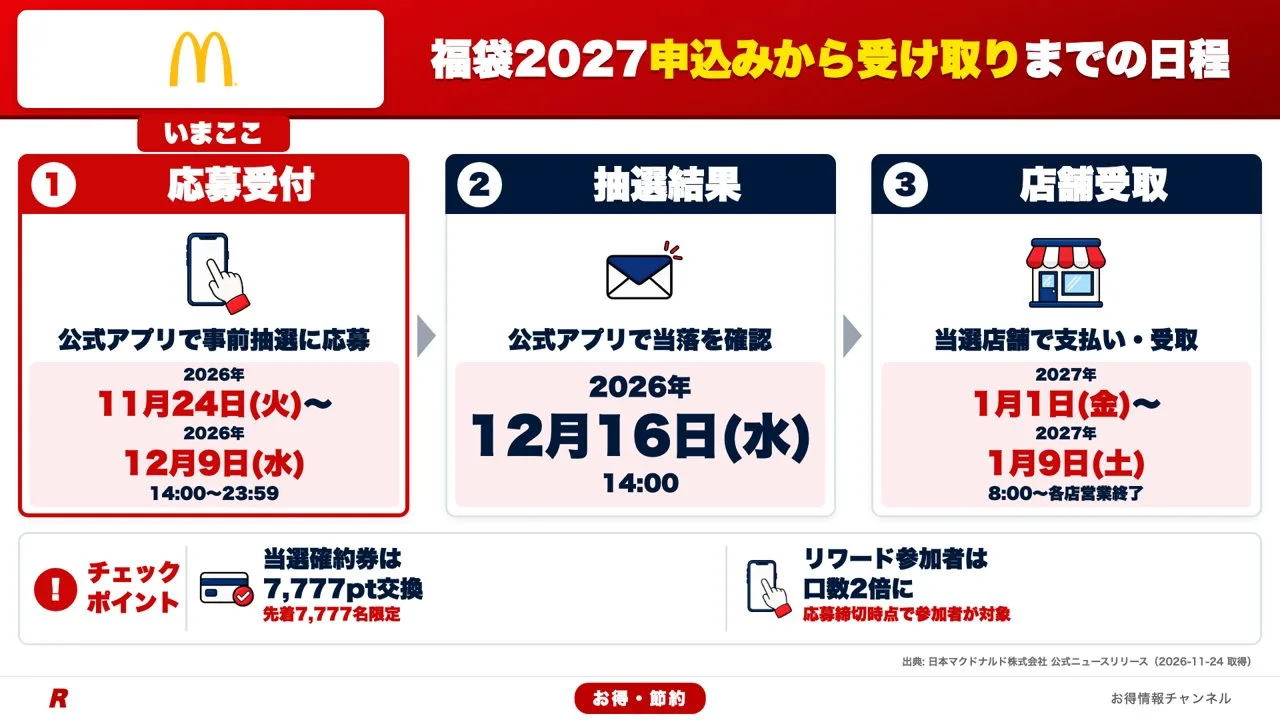 福袋2027申込みから受け取りまでの日程
いまここ
1 応募受付
公式アプリで事前抽選に応募
2026年
11月24日(火)〜
2026年
12月9日(水)
14:00〜23:59
2 抽選結果
公式アプリで当落を確認
2026年
12月16日(水)
14:00
3 店舗受取
当選店舗で支払い・受取
2027年
1月1日(金)〜
2027年
1月9日(土)
8:00〜各店営業終了
! チェック
ポイント
当選確約券は
7,777pt交換
先着7,777名限定
リワード参加者は
口数2倍に
応募締切時点で参加者が対象
出典: 日本マクドナルド株式会社 公式ニュースリリース（2026-11-24 取得）
R
お得・節約
お得情報チャンネル